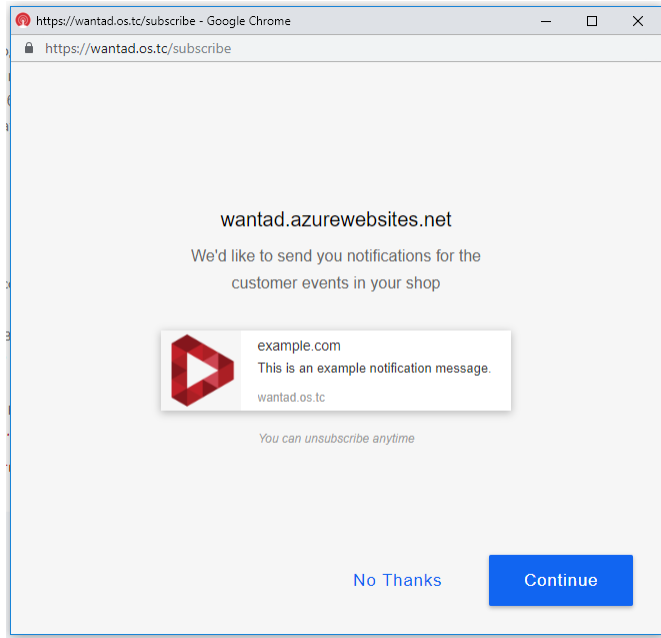 https://wantad.os.tc/subscribe - Google Chrome
https://wantad.os.tc/subscribe
wantad.azurewebsites.net
We'd like to send you notifications for the
customer events in your shop
example.com
This is an example notification message.
wantad.os.tc
You can unsubscribe anytime
No Thanks
Continue